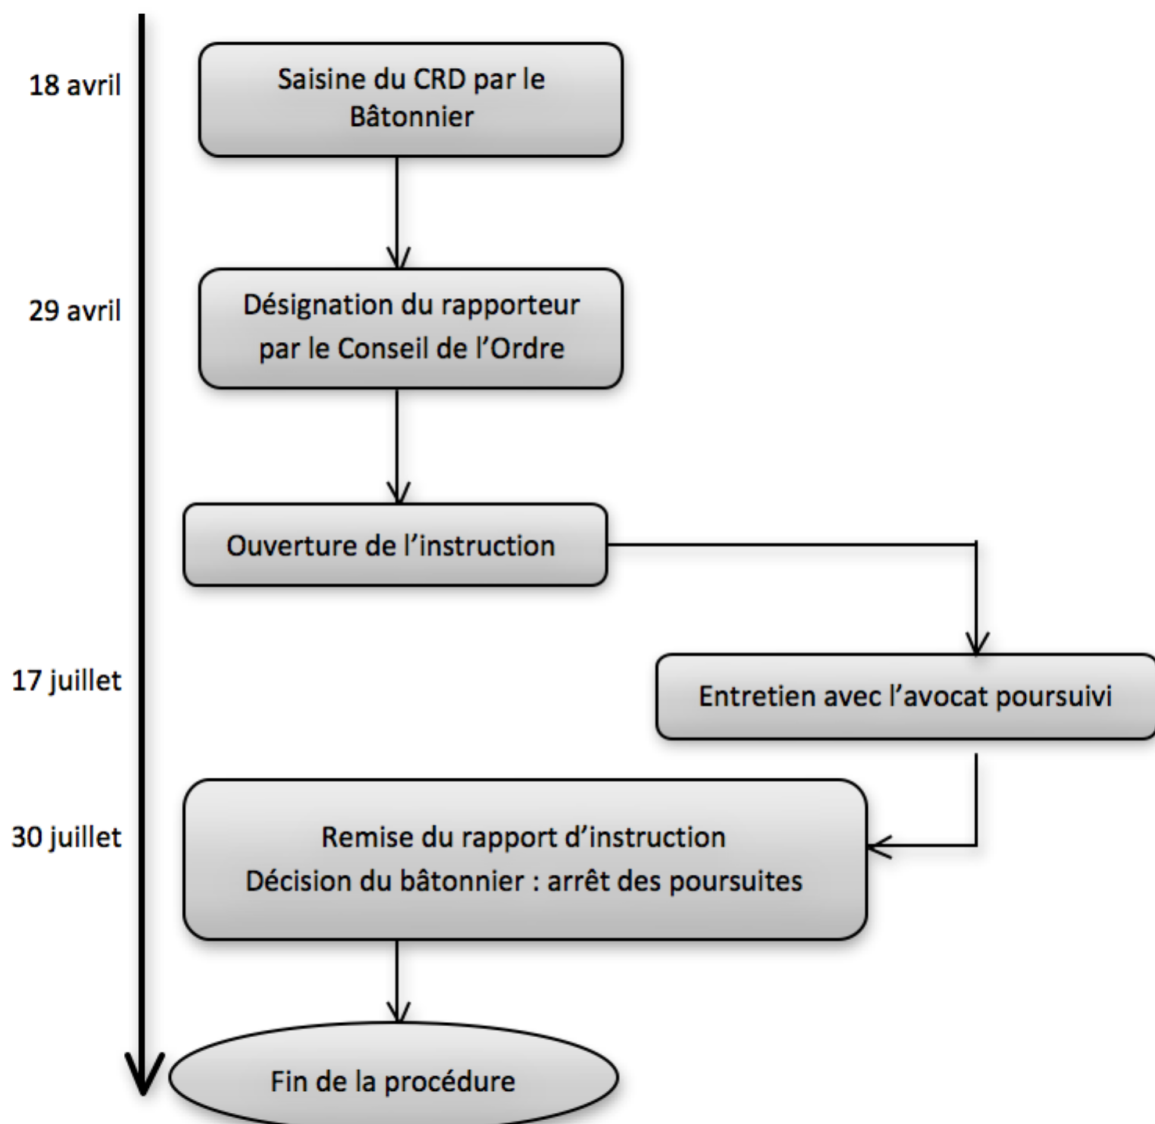 18 avril
Saisine du CRD par le
Bâtonnier
29 avril
Désignation du rapporteur
par le Conseil de l’Ordre
Ouverture de l’instruction
17 juillet
Entretien avec l’avocat poursuivi
30 juillet
Remise du rapport d’instruction
Décision du bâtonnier : arrêt des poursuites
Fin de la procédure